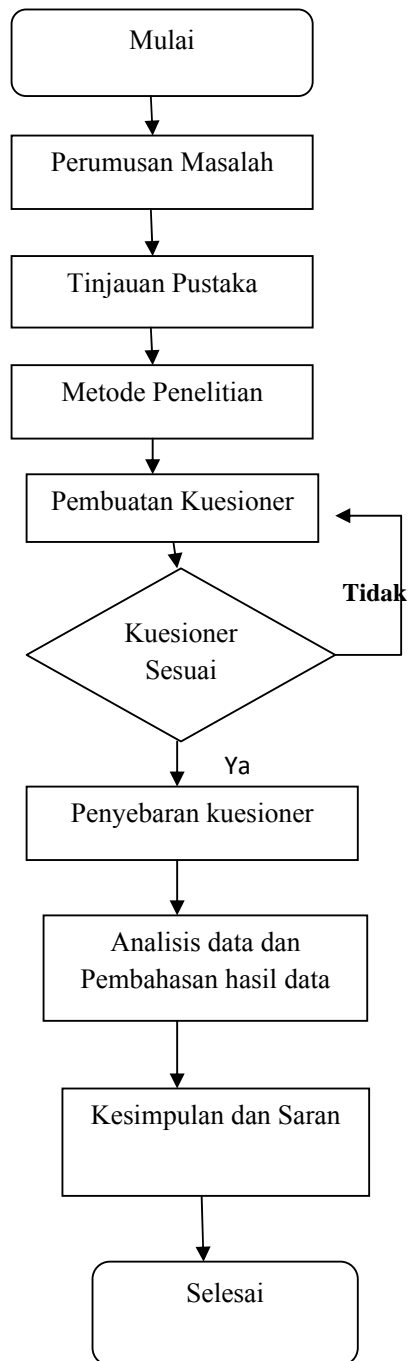 Mulai
Perumusan Masalah
Tinjauan Pustaka
Metode Penelitian
Pembuatan Kuesioner
Tidak
Kuesioner
Sesuai
Ya
Penyebaran kuesioner
Analisis data dan
Pembahasan hasil data
Kesimpulan dan Saran
Selesai